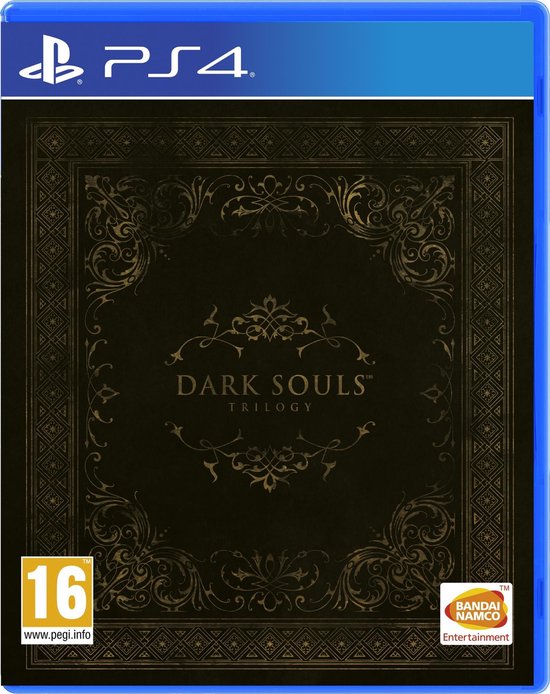 PS4
DARK SOULS™
TRILOGY
16
www.pegi.info
BANDAI
NAMCO
Entertainment